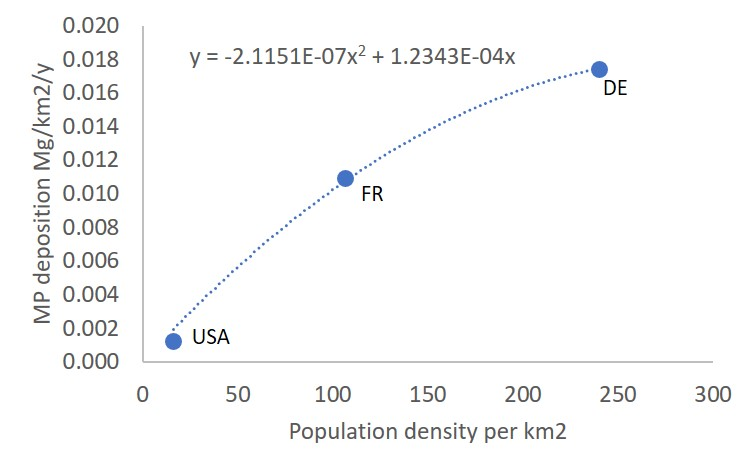 0.020
0.018
0.016
0.014
0.012
0.010
0.008
0.006
0.004
0.002
0.000
MP deposition Mg/km2/y
y = -2.1151E-07x² + 1.2343E-04x
DE
FR
USA
0 50 100 150 200 250 300
Population density per km2